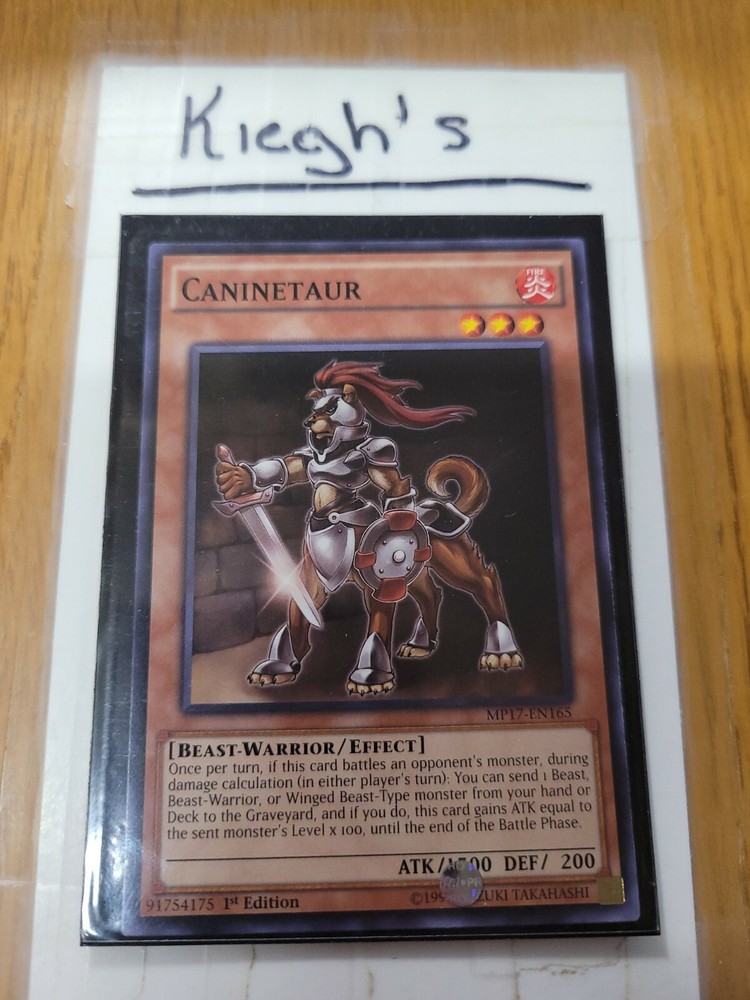 Kiegh's
CANINETAUR
FIRE
炎
MP17-EN165
[BEAST-WARRIOR/EFFECT]
Once per turn, if this card battles an opponent's monster, during
damage calculation (in either player's turn): You can send 1 Beast,
Beast-Warrior, or Winged Beast-Type monster from your hand or
Deck to the Graveyard, and if you do, this card gains ATK equal to
the sent monster's Level x 100, until the end of the Battle Phase.
ATK/ DEF/ 200
91754175 1st Edition TAKAHASHI